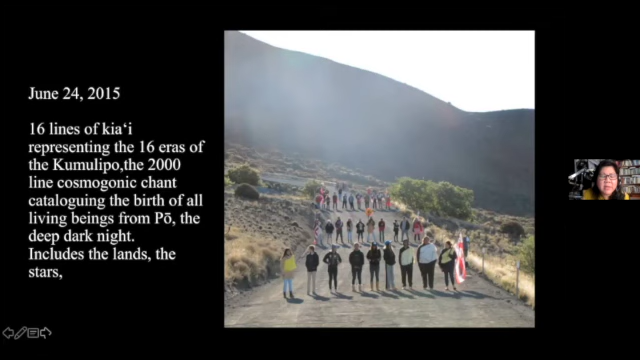 June 24, 2015
16 lines of kiaʻi
representing the 16 eras of
the Kumulipo,the 2000
line cosmogonic chant
cataloguing the birth of all
living beings from Pō, the
deep dark night.
Includes the lands, the
stars,